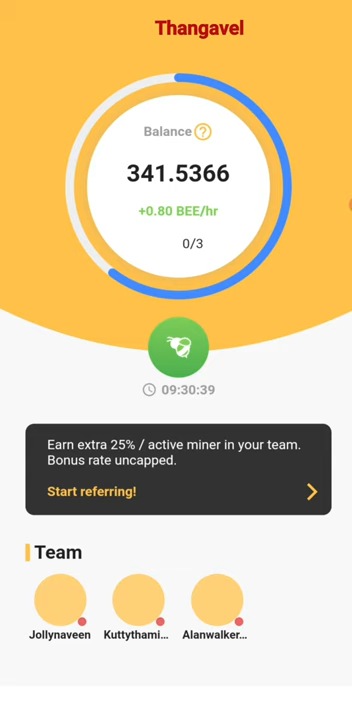 Thangavel
Balance ?
341.5366
+0.80 BEE/hr
0/3
09:30:39
Earn extra 25% / active miner in your team.
Bonus rate uncapped.
Start referring!
Team
Jollynaveen Kuttythami... Alanwalker...